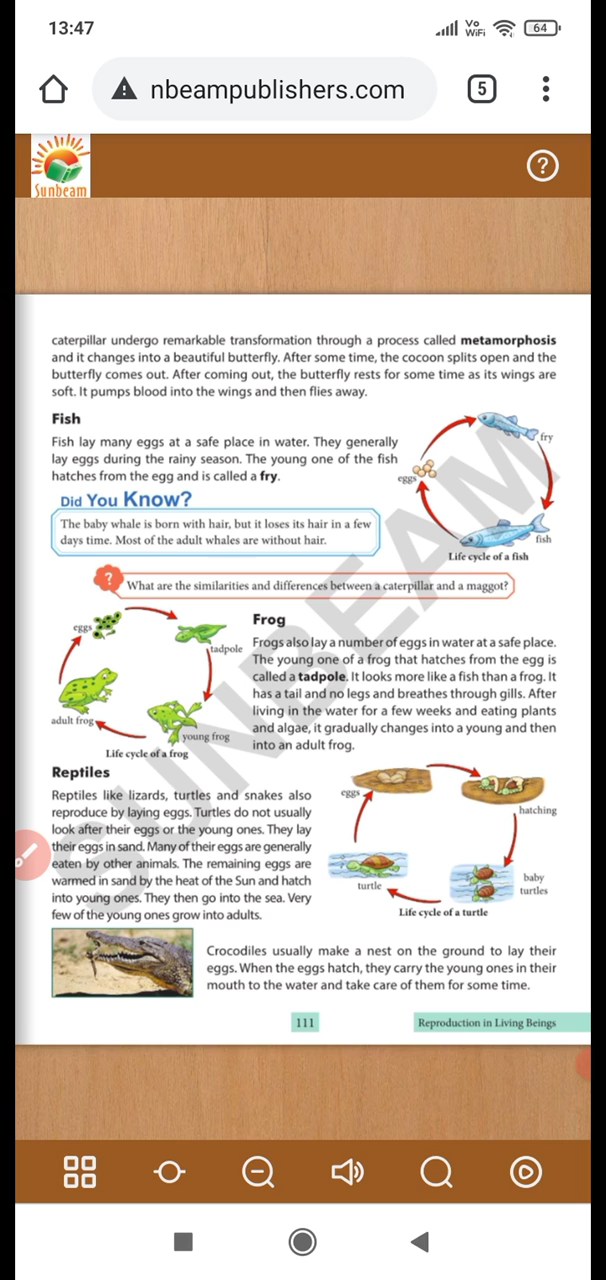 13:47
Vo
WiFi
64
nbeampublishers.com
5
Sunbeam
?
caterpillar undergo remarkable transformation through a process called metamorphosis
and it changes into a beautiful butterfly. After some time, the cocoon splits open and the
butterfly comes out. After coming out, the butterfly rests for some time as its wings are
soft. It pumps blood into the wings and then flies away.
Fish
Fish lay many eggs at a safe place in water. They generally
lay eggs during the rainy season. The young one of the fish
hatches from the egg and is called a fry.
fry
eggs
fish
Life cycle of a fish
Did You Know?
The baby whale is born with hair, but it loses its hair in a few
days time. Most of the adult whales are without hair.
?
What are the similarities and differences between a caterpillar and a maggot?
eggs
tadpole
adult frog
young frog
Life cycle of a frog
Frog
Frogs also lay a number of eggs in water at a safe place.
The young one of a frog that hatches from the egg is
called a tadpole. It looks more like a fish than a frog. It
has a tail and no legs and breathes through gills. After
living in the water for a few weeks and eating plants
and algae, it gradually changes into a young and then
into an adult frog.
Reptiles
Reptiles like lizards, turtles and snakes also
reproduce by laying eggs. Turtles do not usually
look after their eggs or the young ones. They lay
their eggs in sand. Many of their eggs are generally
eaten by other animals. The remaining eggs are
warmed in sand by the heat of the Sun and hatch
into young ones. They then go into the sea. Very
few of the young ones grow into adults.
eggs
hatching
baby
turtles
turtle
Life cycle of a turtle
Crocodiles usually make a nest on the ground to lay their
eggs. When the eggs hatch, they carry the young ones in their
mouth to the water and take care of them for some time.
111
Reproduction in Living Beings
SUNBEAM